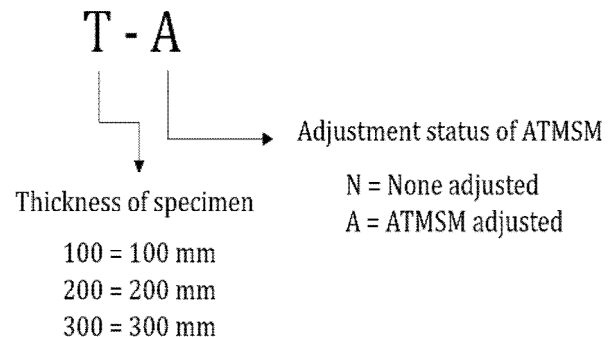 T - A
Adjustment status of ATMSM
N = None adjusted
A = ATMSM adjusted
Thickness of specimen
100 = 100 mm
200 = 200 mm
300 = 300 mm